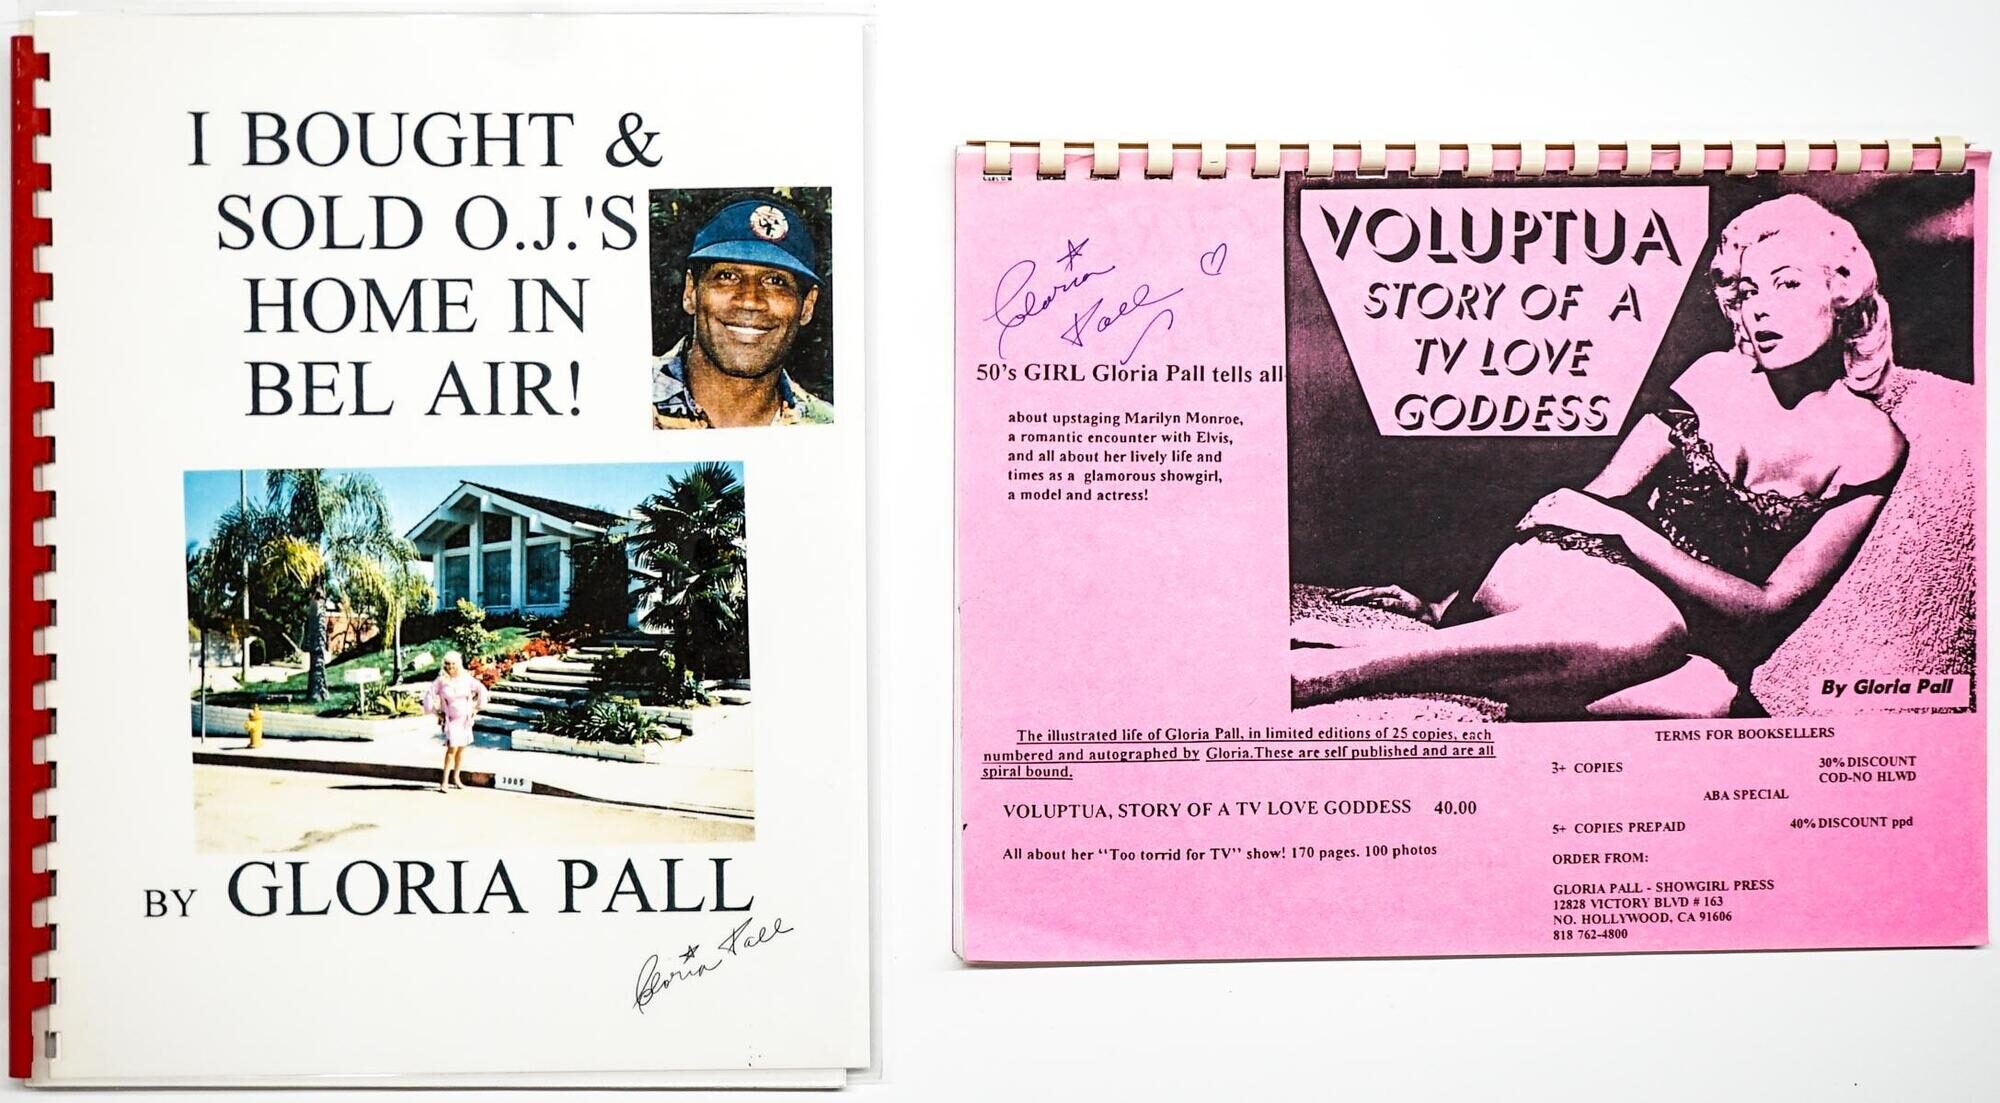 I BOUGHT &
SOLD O.J.'S
HOME IN
BEL AIR!
3005
BY GLORIA PALL
Gloria Pall
Gloria
Pall
50's GIRL Gloria Pall tells all
about upstaging Marilyn Monroe,
a romantic encounter with Elvis,
and all about her lively life and
times as a glamorous showgirl,
a model and actress!
VOLUPTUA
STORY OF A
TV LOVE
GODDESS
By Gloria Pall
The illustrated life of Gloria Pall, in limited editions of 25 copies, each
numbered and autographed by Gloria. These are self published and are all
spiral bound.
VOLUPTUA, STORY OF A TV LOVE GODDESS 40.00
All about her "Too torrid for TV" show! 170 pages. 100 photos
TERMS FOR BOOKSELLERS
3+ COPIES 30% DISCOUNT
COD-NO HLWD
ABA SPECIAL
5+ COPIES PREPAID 40% DISCOUNT ppd
ORDER FROM:
GLORIA PALL - SHOWGIRL PRESS
12828 VICTORY BLVD # 163
NO. HOLLYWOOD, CA 91606
818 762-4800